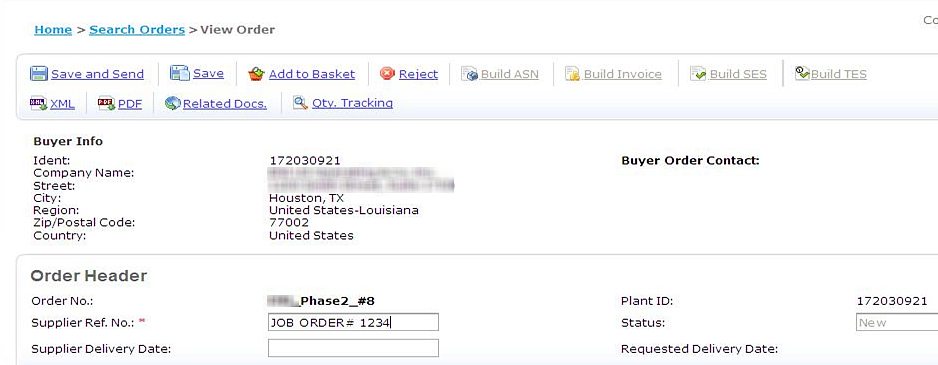 Co
Home > Search Orders > View Order
Save and Send Save Add to Basket Reject Build ASN Build Invoice Build SES Build TES
XML PDF Related Docs. Qty. Tracking
Buyer Info
Ident: 172030921 Buyer Order Contact:
Company Name:
Street:
City: Houston, TX
Region: United States-Louisiana
Zip/Postal Code: 77002
Country: United States
Order Header
Order No.: _Phase2_#8 Plant ID: 172030921
Supplier Ref. No.: * JOB ORDER# 1234 Status: New
Supplier Delivery Date: Requested Delivery Date: